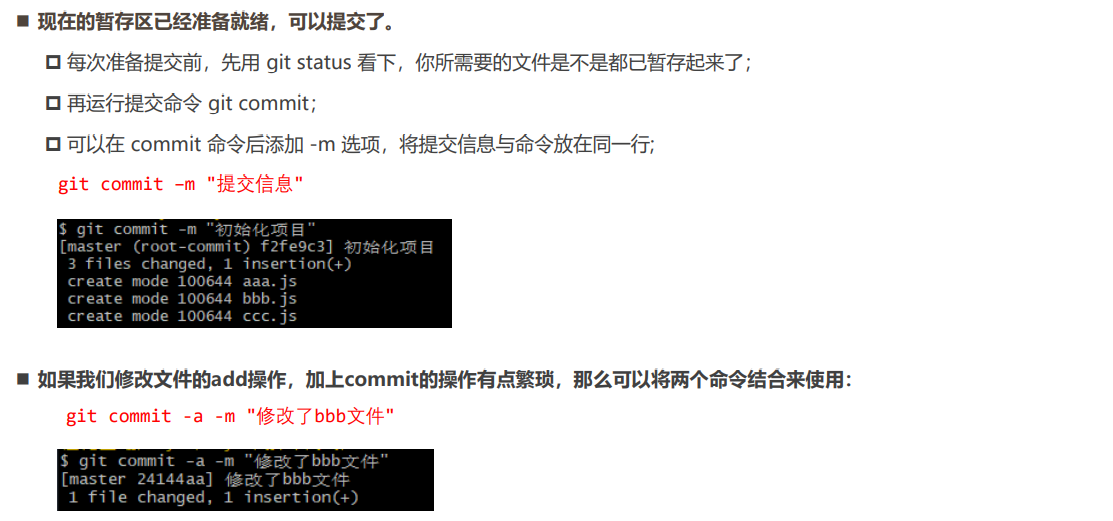 ■ 现在的暂存区已经准备就绪，可以提交了。
每次准备提交前，先用 git status 看下，你所需要的文件是不是都已暂存起来了；
再运行提交命令 git commit；
可以在 commit 命令后添加 -m 选项，将提交信息与命令放在同一行；
git commit –m "提交信息"
$ git commit -m "初始化项目"
[master (root-commit) f2fe9c3] 初始化项目
3 files changed, 1 insertion(+)
create mode 100644 aaa.js
create mode 100644 bbb.js
create mode 100644 ccc.js
■ 如果我们修改文件的add操作，加上commit的操作有点繁琐，那么可以将两个命令结合来使用：
git commit -a -m "修改了bbb文件"
$ git commit -a -m "修改了bbb文件"
[master 24144aa] 修改了bbb文件
1 file changed, 1 insertion(+)